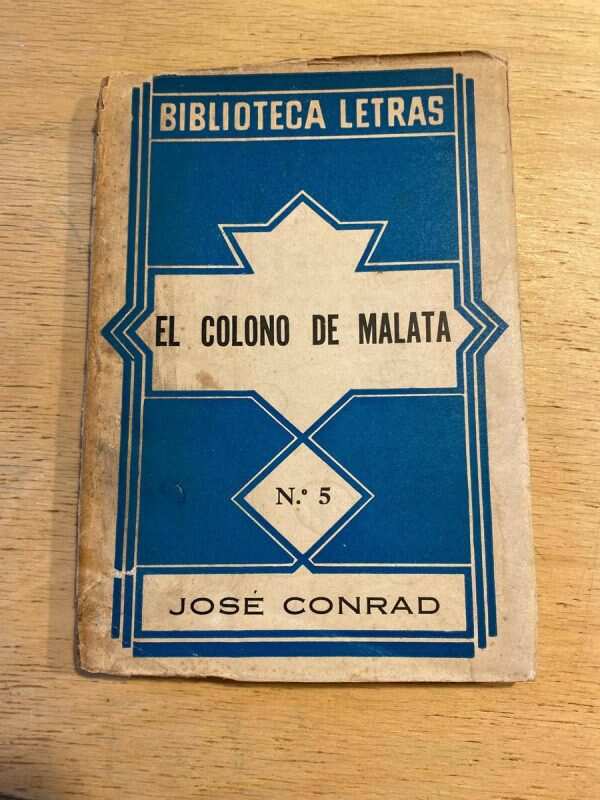 BIBLIOTECA LETRAS
EL COLONO DE MALATA
N.º 5
JOSÉ CONRAD